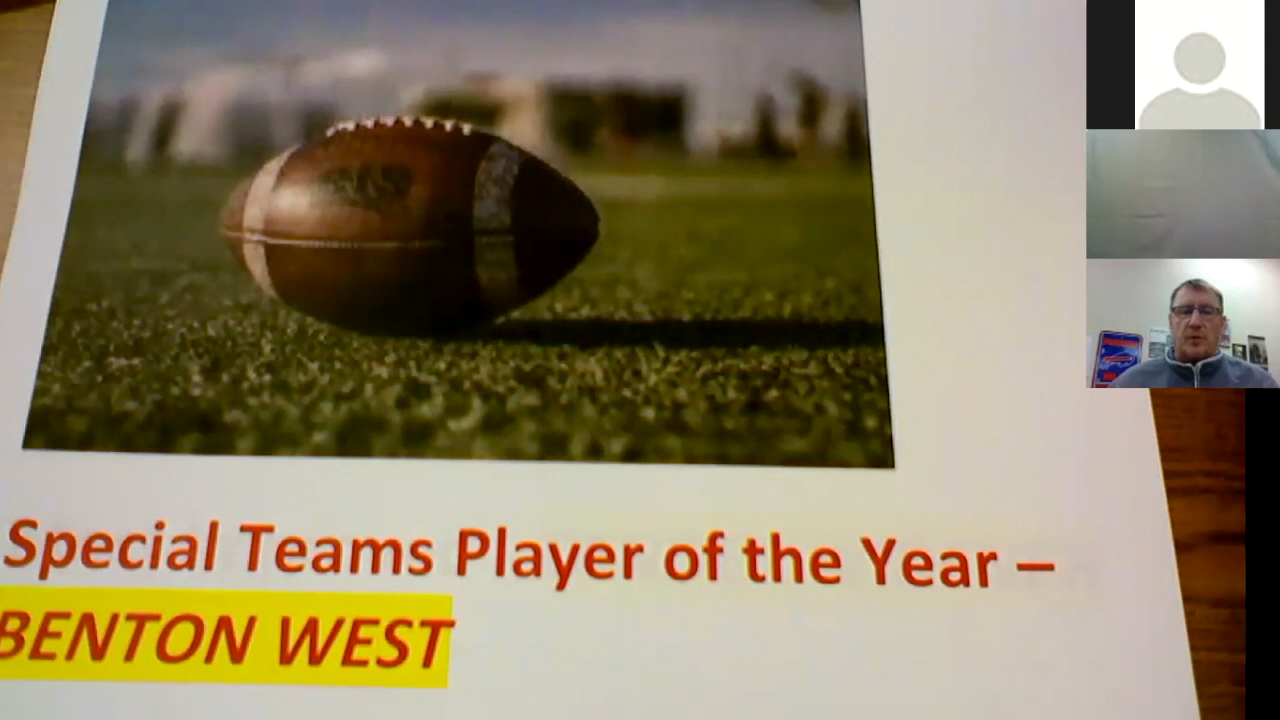 Special Teams Player of the Year –
BENTON WEST